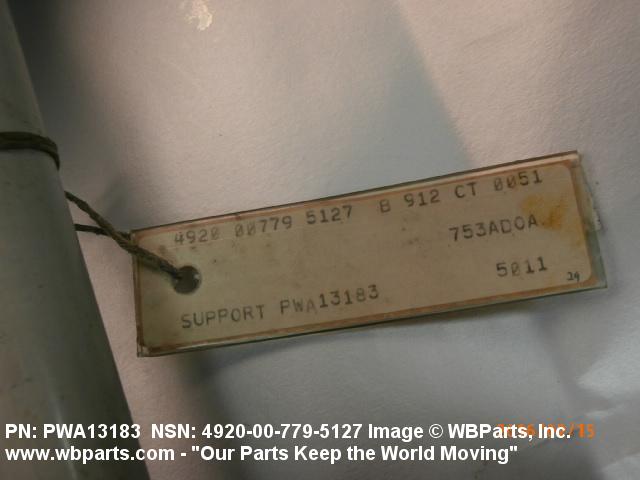 4920 00779 5127 B 912 CT 0051
753ADOA
5011
SUPPORT PWA13183
29
PN: PWA13183 NSN: 4920-00-779-5127 Image © WBParts, Inc.
www.wbparts.com - "Our Parts Keep the World Moving"